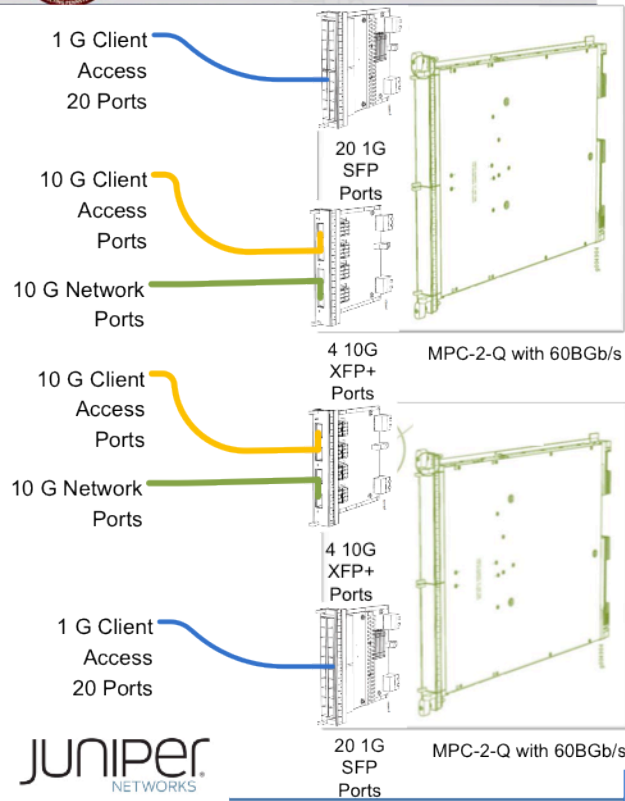 1 G Client
Access
20 Ports
20 1G
SFP
Ports
10 G Client
Access
Ports
10 G Network
Ports
4 10G
XFP+
Ports
MPC-2-Q with 60BGb/s
10 G Client
Access
Ports
10 G Network
Ports
4 10G
XFP+
Ports
1 G Client
Access
20 Ports
20 1G
SFP
Ports
MPC-2-Q with 60BGb/s
JUNIPER
NETWORKS